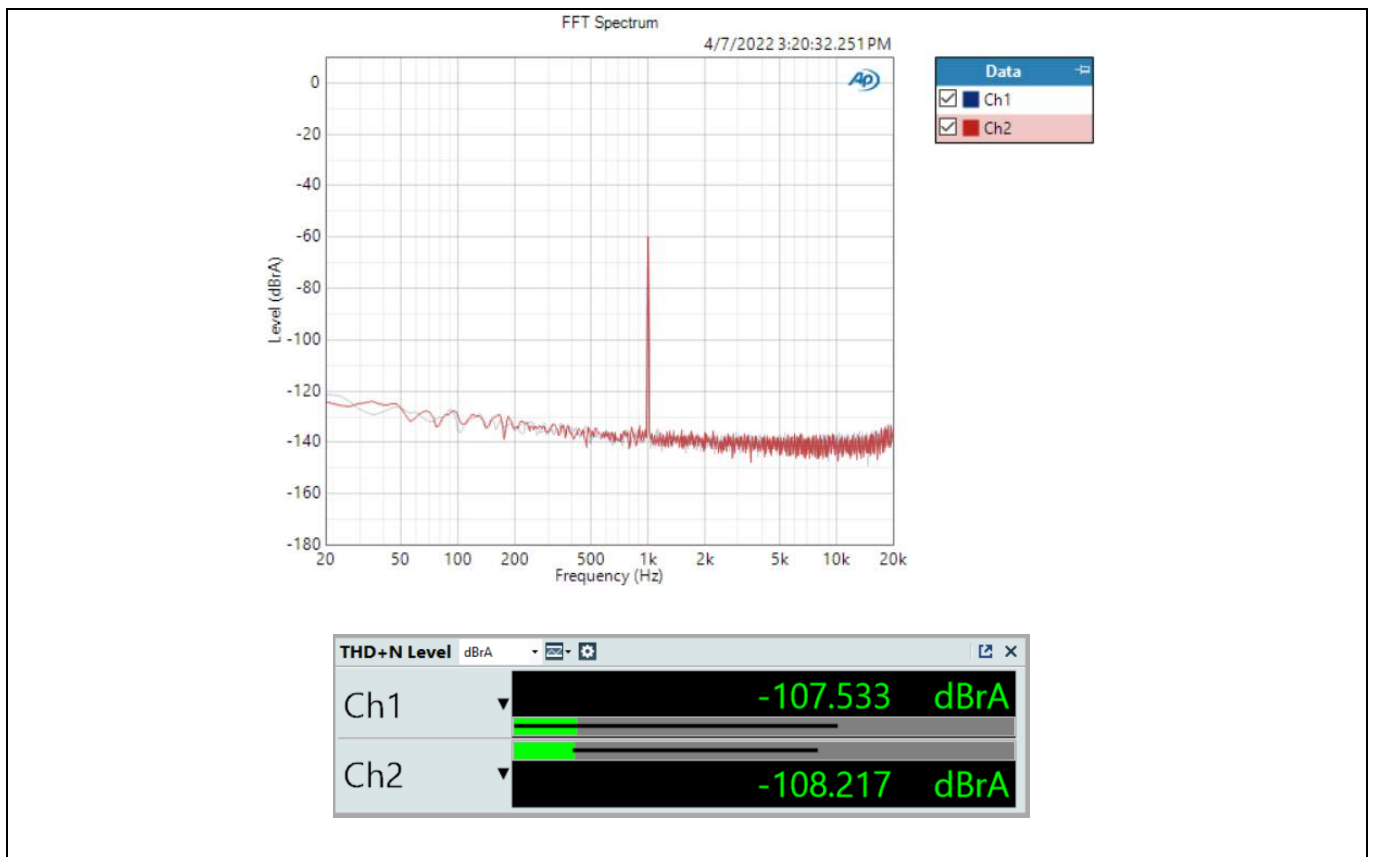 FFT Spectrum
4/7/2022 3:20:32.251 PM
AP
Data
Ch1
Ch2
0
-20
-40
-60
-80
-100
-120
-140
-160
-180
Level (dBrA)
20 50 100 200 500 1k 2k 5k 10k 20k
Frequency (Hz)
THD+N Level dBrA
Ch1 -107.533 dBrA
Ch2 -108.217 dBrA